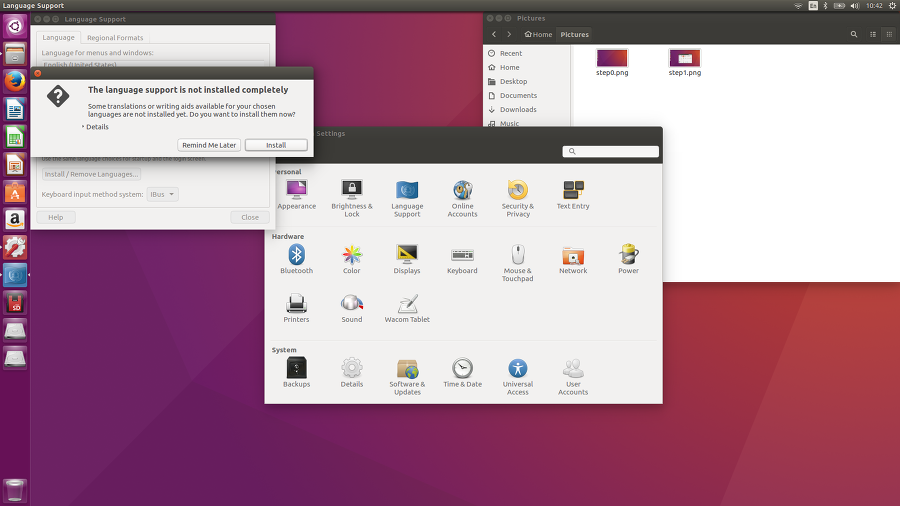 Language Support
En
10:42
Language Support
Language
Regional Formats
Language for menus and windows:
English (United States)
The language support is not installed completely
Some translations or writing aids available for your chosen
languages are not installed yet. Do you want to install them now?
Details
Remind Me Later
Install
Use the same language choices for startup and the login screen.
Install / Remove Languages...
Keyboard input method system:
IBus
Help
Close
Pictures
Home
Pictures
Recent
Home
Desktop
Documents
Downloads
Music
step0.png
step1.png
Settings
Personal
Appearance
Brightness &
Lock
Language
Support
Online
Accounts
Security &
Privacy
Text Entry
Hardware
Bluetooth
Color
Displays
Keyboard
Mouse &
Touchpad
Network
Power
Printers
Sound
Wacom Tablet
System
Backups
Details
Software &
Updates
Time & Date
Universal
Access
User
Accounts
a
SD